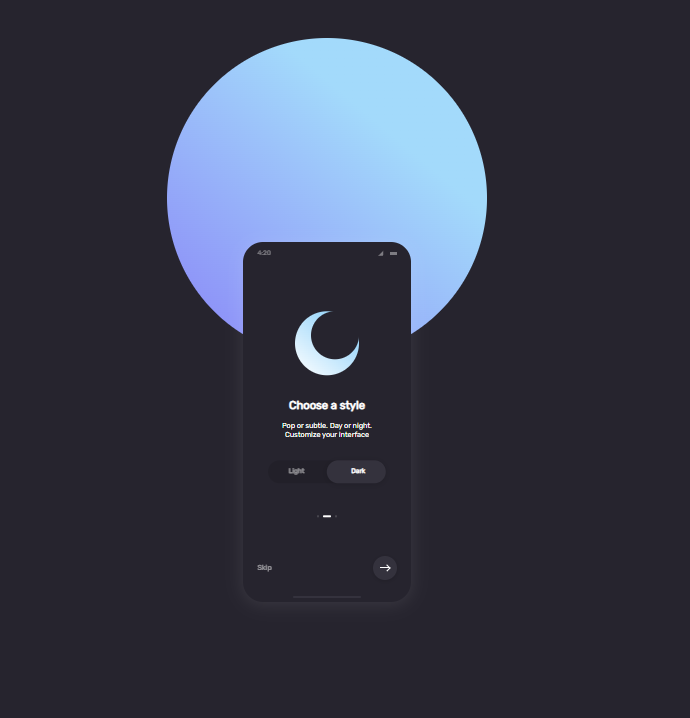 4:20
Choose a style
Pop or subtle. Day or night.
Customize your interface
Light Dark
Skip